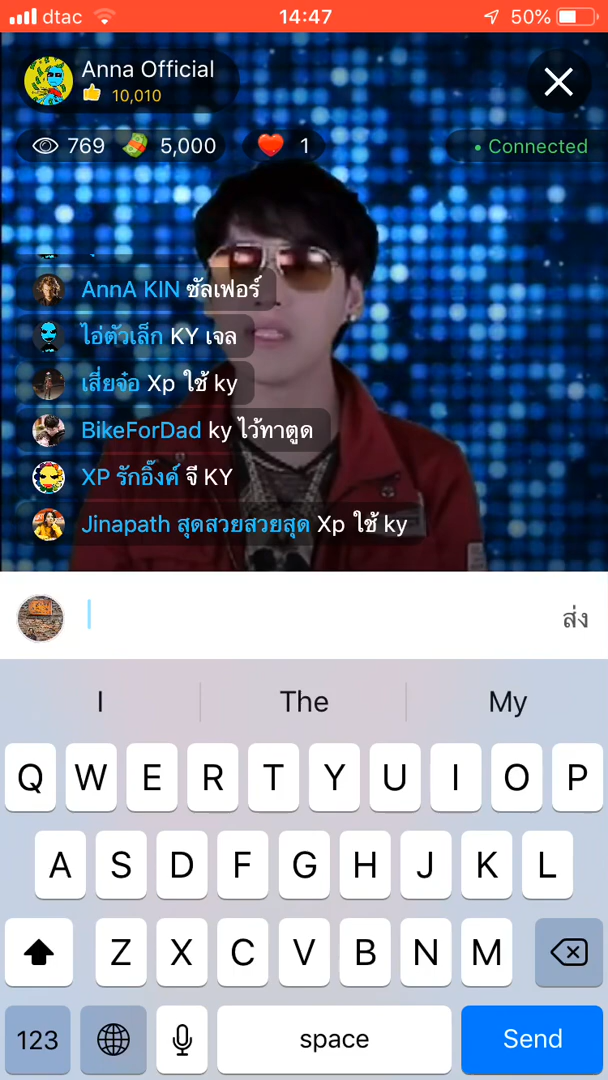 dtac 14:47 50%
Anna Official
10,010
769 5,000 1 • Connected
AnnA KIN ซัลเฟอร์
ไอ่ตัวเล็ก KY เจล
เสี่ยจ๋อ Xp ใช้ ky
BikeForDad ky ไว้ทาตูด
XP รักอิ๊งค์ จี KY
Jinapath สุดสวยสวยสุด Xp ใช้ ky
ส่ง
I The My
Q W E R T Y U I O P
A S D F G H J K L
Z X C V B N M
123 space Send